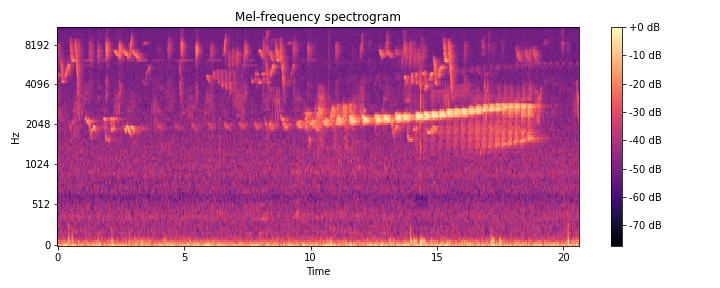 Mel-frequency spectrogram
8192
4096
2048
1024
512
0
Hz
0 5 10 15 20
Time
+0 dB
-10 dB
-20 dB
-30 dB
-40 dB
-50 dB
-60 dB
-70 dB